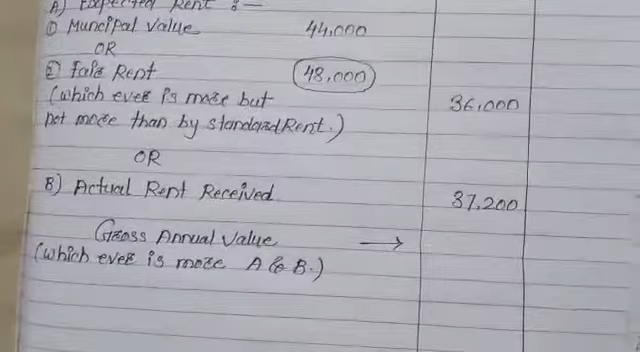 A) Expected Rent :-
① Muncipal Value 44,000
OR
② Fair Rent 48,000
(which ever is more but 36,000
not more than by standard Rent.)
OR
B) Actual Rent Received 37,200
Gross Annual Value →
(which ever is more A & B.)